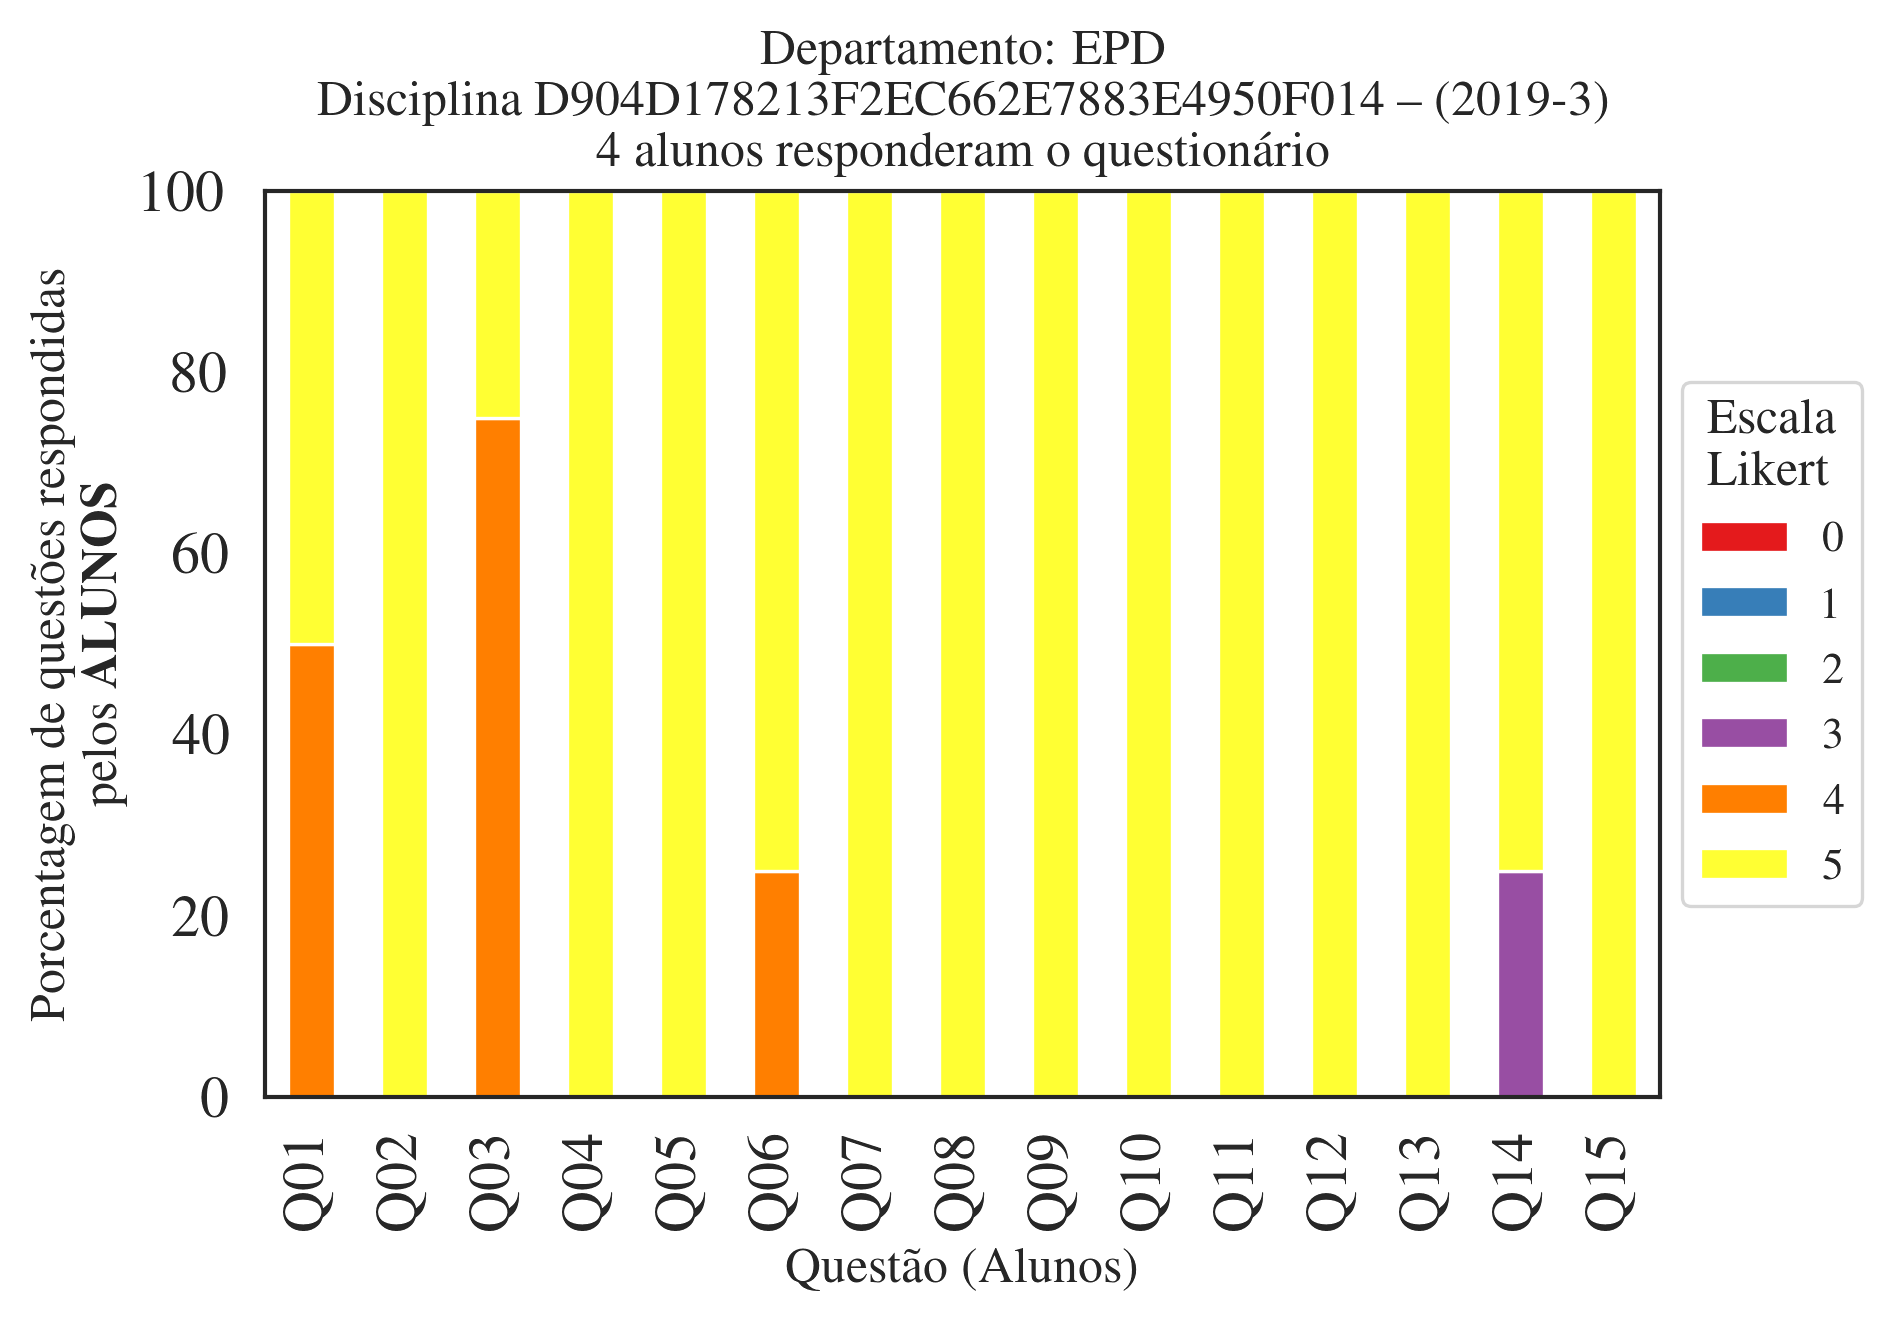 Departamento: EPD
Disciplina D904D178213F2EC662E7883E4950F014 – (2019-3)
4 alunos responderam o questionário
Porcentagem de questões respondidas
pelos ALUNOS
100
80
60
40
20
0
Q01
Q02
Q03
Q04
Q05
Q06
Q07
Q08
Q09
Q10
Q11
Q12
Q13
Q14
Q15
Questão (Alunos)
Escala
Likert
0
1
2
3
4
5